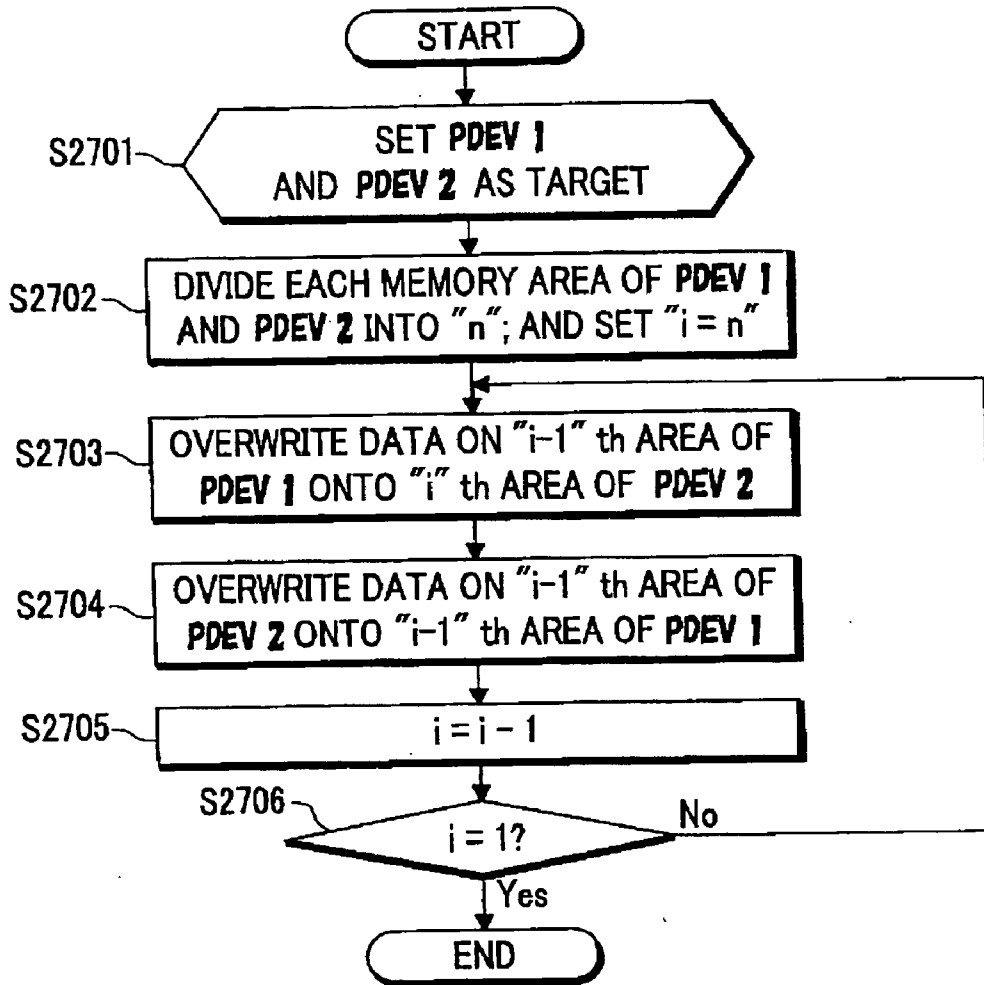 START
S2701
SET PDEV 1
AND PDEV 2 AS TARGET
S2702
DIVIDE EACH MEMORY AREA OF PDEV 1
AND PDEV 2 INTO "n"; AND SET "i = n"
S2703
OVERWRITE DATA ON "i-1" th AREA OF
PDEV 1 ONTO "i" th AREA OF PDEV 2
S2704
OVERWRITE DATA ON "i-1" th AREA OF
PDEV 2 ONTO "i-1" th AREA OF PDEV 1
S2705
i = i - 1
S2706
i = 1?
No
Yes
END